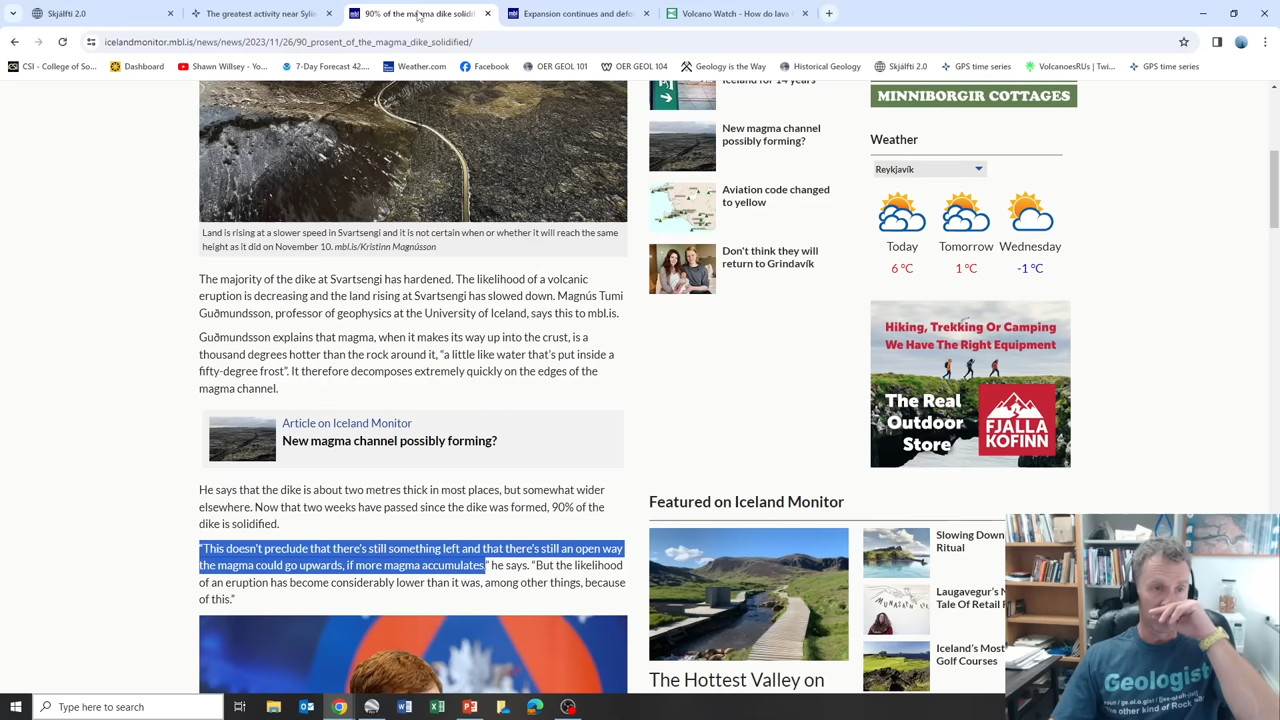 Skjálfti 2.0
The greatest activity near Sylin
90% of the magma dike solidif
Expansion continues and defo
Volcano Watch - How do lava f
icelandmonitor.mbl.is/news/news/2023/11/26/90_prosent_of_the_magma_dike_solidified/
CSI - College of So...
Dashboard
Shawn Willsey - Yo...
7-Day Forecast 42....
Weather.com
Facebook
OER GEOL 101
OER GEOL 104
Geology is the Way
Historical Geology
Skjálfti 2.0
GPS time series
VolcanoesRUs | Twi...
GPS time series
Land is rising at a slower speed in Svartsengi and it is not certain when or whether it will reach the same
height as it did on November 10. mbl.is/Kristinn Magnússon
The majority of the dike at Svartsengi has hardened. The likelihood of a volcanic
eruption is decreasing and the land rising at Svartsengi has slowed down. Magnús Tumi
Guðmundsson, professor of geophysics at the University of Iceland, says this to mbl.is.
Guðmundsson explains that magma, when it makes its way up into the crust, is a
thousand degrees hotter than the rock around it, "a little like water that's put inside a
fifty-degree frost". It therefore decomposes extremely quickly on the edges of the
magma channel.
Article on Iceland Monitor
New magma channel possibly forming?
He says that the dike is about two metres thick in most places, but somewhat wider
elsewhere. Now that two weeks have passed since the dike was formed, 90% of the
dike is solidified.
"This doesn't preclude that there's still something left and that there's still an open way
the magma could go upwards, if more magma accumulates," he says. "But the likelihood
of an eruption has become considerably lower than it was, among other things, because
of this."
Iceland for 14 years
New magma channel
possibly forming?
Aviation code changed
to yellow
Don't think they will
return to Grindavík
Featured on Iceland Monitor
The Hottest Valley on
Slowing Down
Ritual
Laugavegur's
Tale Of Retail
Iceland's Most
Golf Courses
MINNIBORGIR COTTAGES
Weather
Reykjavík
Today
Tomorrow
Wednesday
6 °C
1 °C
-1 °C
Hiking, Trekking Or Camping
We Have The Right Equipment
The Real
Outdoor
Store
FJALLA
KOFINN
Geologist
Type here to search